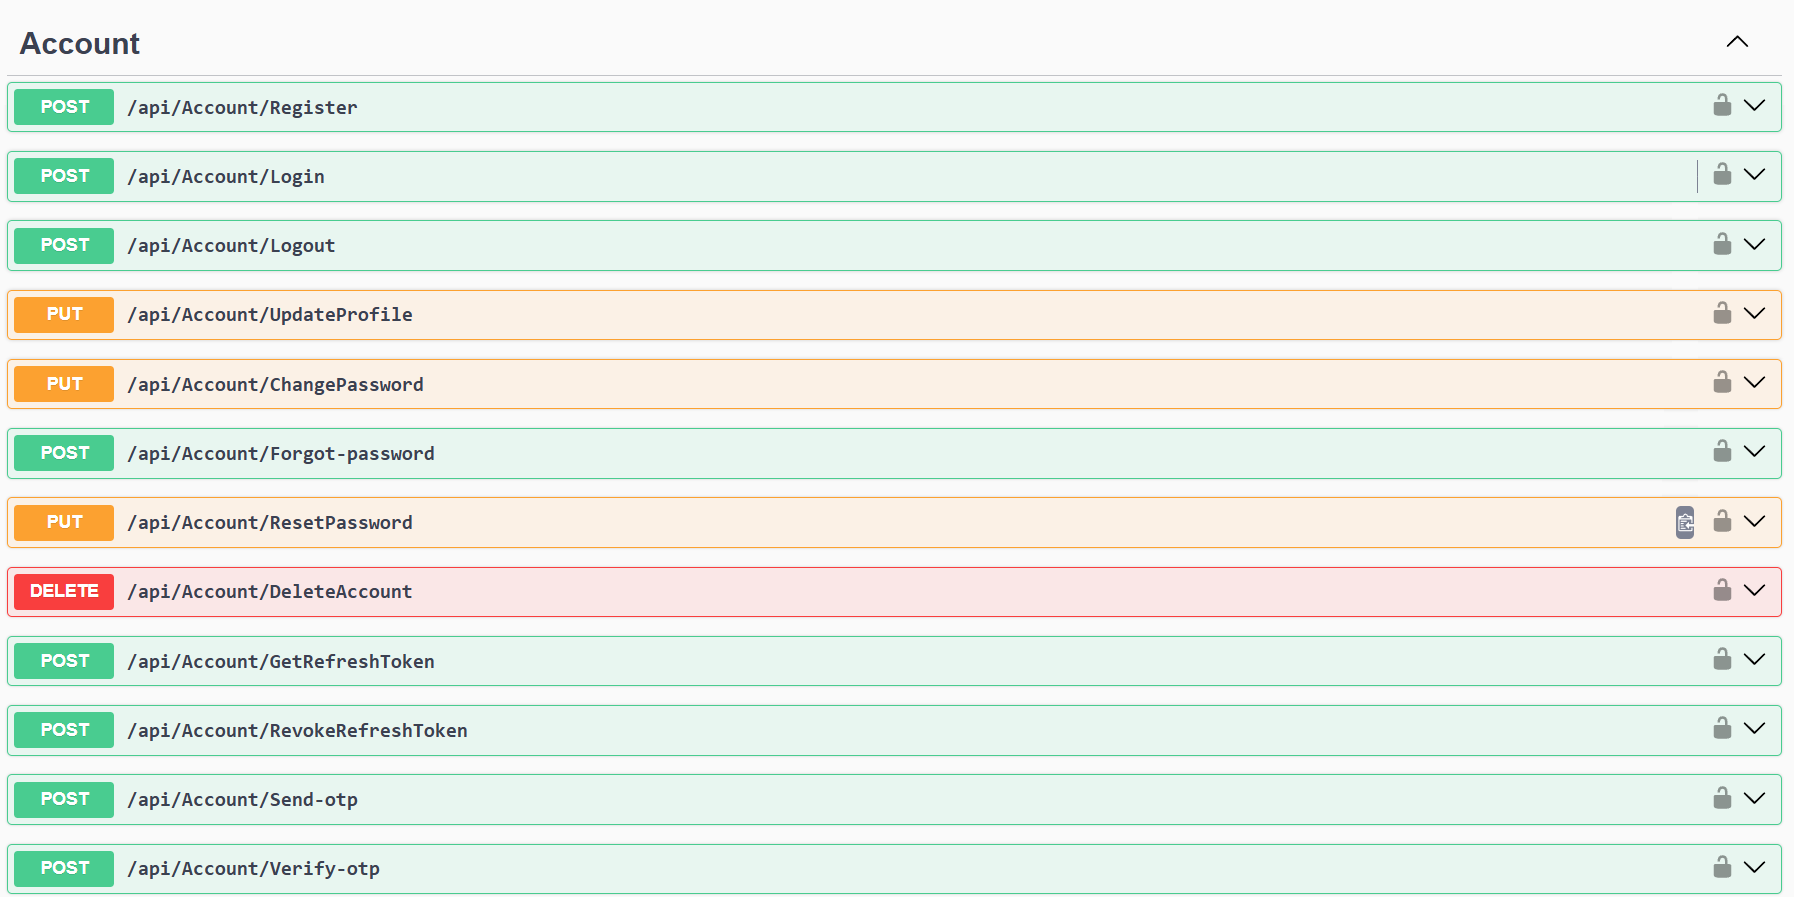 Account
POST /api/Account/Register
POST /api/Account/Login
POST /api/Account/Logout
PUT /api/Account/UpdateProfile
PUT /api/Account/ChangePassword
POST /api/Account/Forgot-password
PUT /api/Account/ResetPassword
DELETE /api/Account/DeleteAccount
POST /api/Account/GetRefreshToken
POST /api/Account/RevokeRefreshToken
POST /api/Account/Send-otp
POST /api/Account/Verify-otp